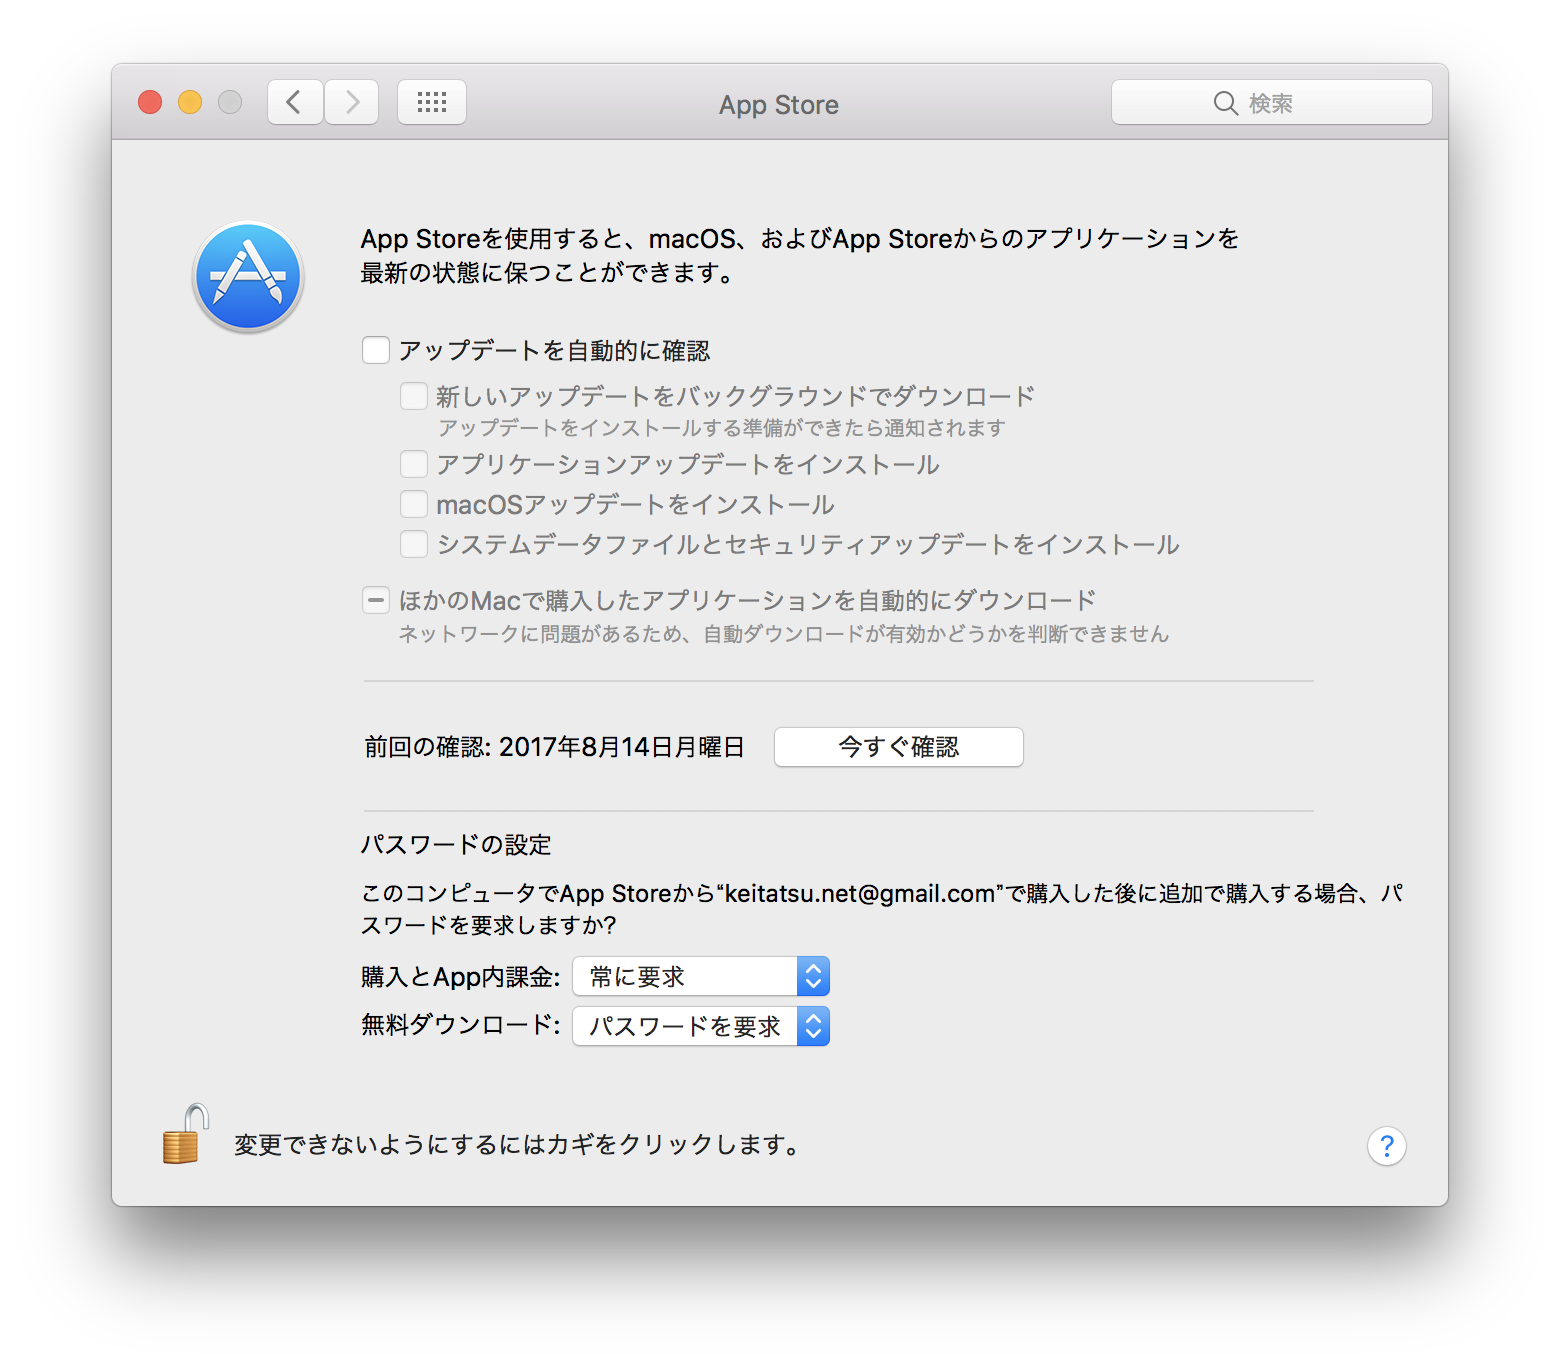 App Store
検索
App Storeを使用すると、macOS、およびApp Storeからのアプリケーションを
最新の状態に保つことができます。
アップデートを自動的に確認
新しいアップデートをバックグラウンドでダウンロード
アップデートをインストールする準備ができたら通知されます
アプリケーションアップデートをインストール
macOSアップデートをインストール
システムデータファイルとセキュリティアップデートをインストール
ほかのMacで購入したアプリケーションを自動的にダウンロード
ネットワークに問題があるため、自動ダウンロードが有効かどうかを判断できません
前回の確認: 2017年8月14日月曜日
今すぐ確認
パスワードの設定
このコンピュータでApp Storeから“keitatsu.net@gmail.com”で購入した後に追加で購入する場合、パ
スワードを要求しますか?
購入とApp内課金: 常に要求
無料ダウンロード: パスワードを要求
変更できないようにするにはカギをクリックします。
?